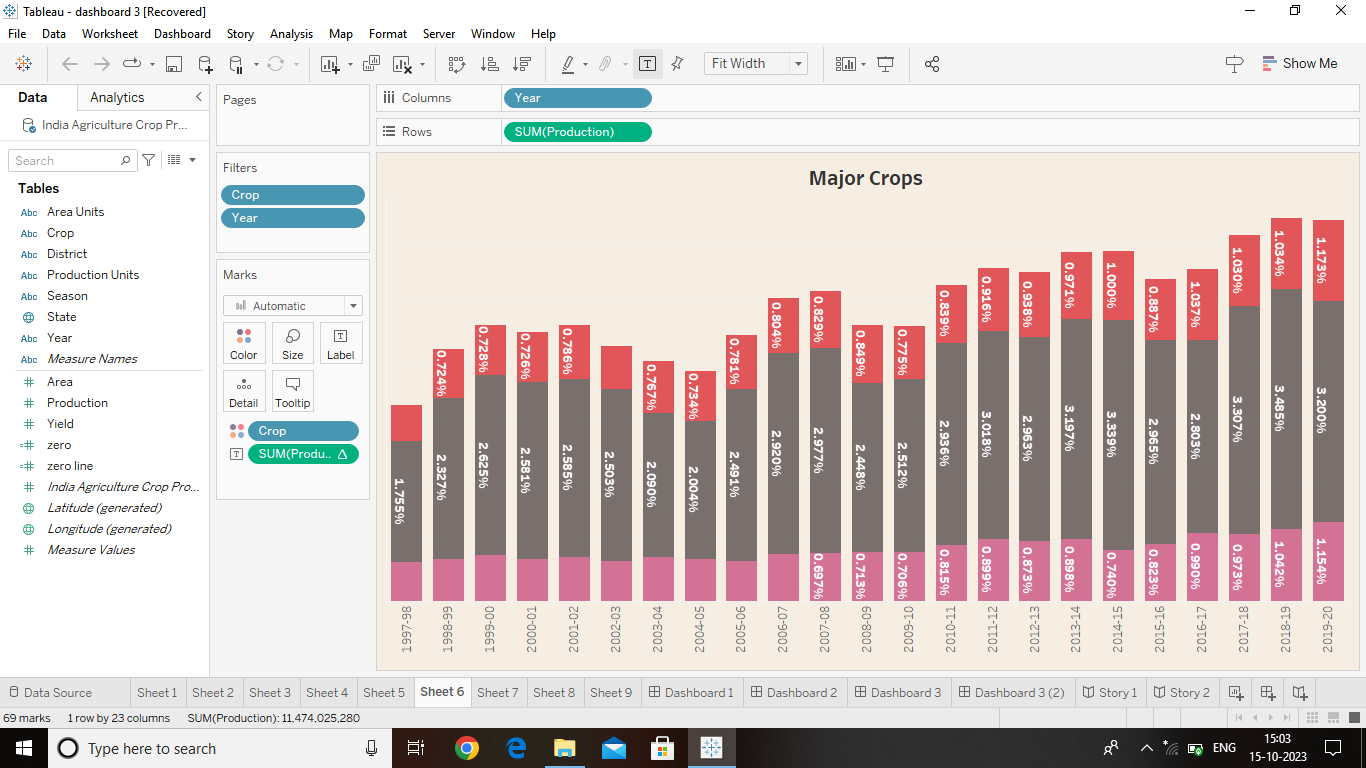 Tableau - dashboard 3 [Recovered]
File Data Worksheet Dashboard Story Analysis Map Format Server Window Help
Fit Width
Show Me
Data Analytics
India Agriculture Crop Pr...
Search
Tables
Abc Area Units
Abc Crop
Abc District
Abc Production Units
Abc Season
State
Abc Year
Abc Measure Names
Area
Production
Yield
zero
zero line
India Agriculture Crop Pro...
Latitude (generated)
Longitude (generated)
Measure Values
Pages
Filters
Crop
Year
Marks
Automatic
Color Size Label
Detail Tooltip
Crop
SUM(Produ.. Δ
Columns Year
Rows SUM(Production)
Major Crops
0.724% 0.728% 0.726% 0.786% 0.767% 0.734% 0.781% 0.804% 0.829% 0.849% 0.775% 0.839% 0.916% 0.938% 0.971% 1.000% 0.887% 1.037% 1.030% 1.034% 1.173%
1.755% 2.327% 2.625% 2.581% 2.585% 2.503% 2.090% 2.004% 2.491% 2.920% 2.977% 2.448% 2.512% 2.936% 3.018% 2.963% 3.197% 3.339% 2.965% 2.803% 3.307% 3.485% 3.200%
0.697% 0.713% 0.706% 0.815% 0.899% 0.873% 0.898% 0.740% 0.823% 0.990% 0.973% 1.042% 1.154%
1997-98 1998-99 1999-00 2000-01 2001-02 2002-03 2003-04 2004-05 2005-06 2006-07 2007-08 2008-09 2009-10 2010-11 2011-12 2012-13 2013-14 2014-15 2015-16 2016-17 2017-18 2018-19 2019-20
Data Source Sheet 1 Sheet 2 Sheet 3 Sheet 4 Sheet 5 Sheet 6 Sheet 7 Sheet 8 Sheet 9 Dashboard 1 Dashboard 2 Dashboard 3 Dashboard 3 (2) Story 1 Story 2
69 marks 1 row by 23 columns SUM(Production): 11,474,025,280
Type here to search
ENG
15:03
15-10-2023